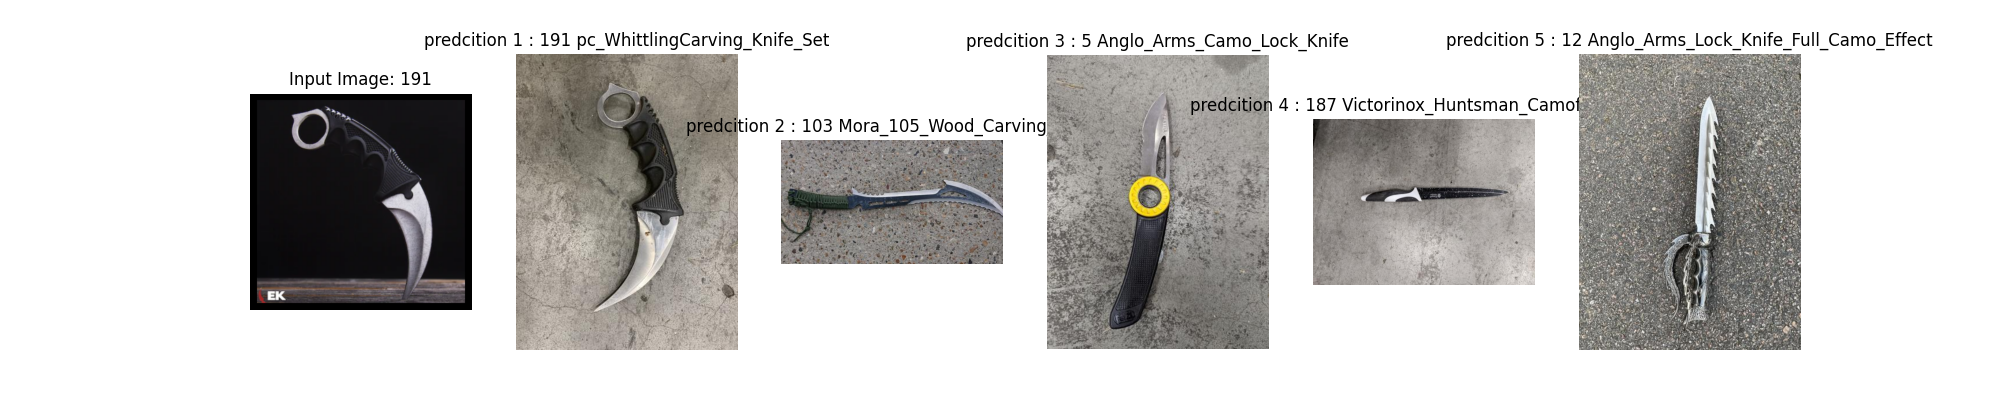 Input Image: 191
EK
predcition 1 : 191 pc_WhittlingCarving_Knife_Set
predcition 2 : 103 Mora_105_Wood_Carving
predcition 3 : 5 Anglo_Arms_Camo_Lock_Knife
predcition 4 : 187 Victorinox_Huntsman_Camof
predcition 5 : 12 Anglo_Arms_Lock_Knife_Full_Camo_Effect